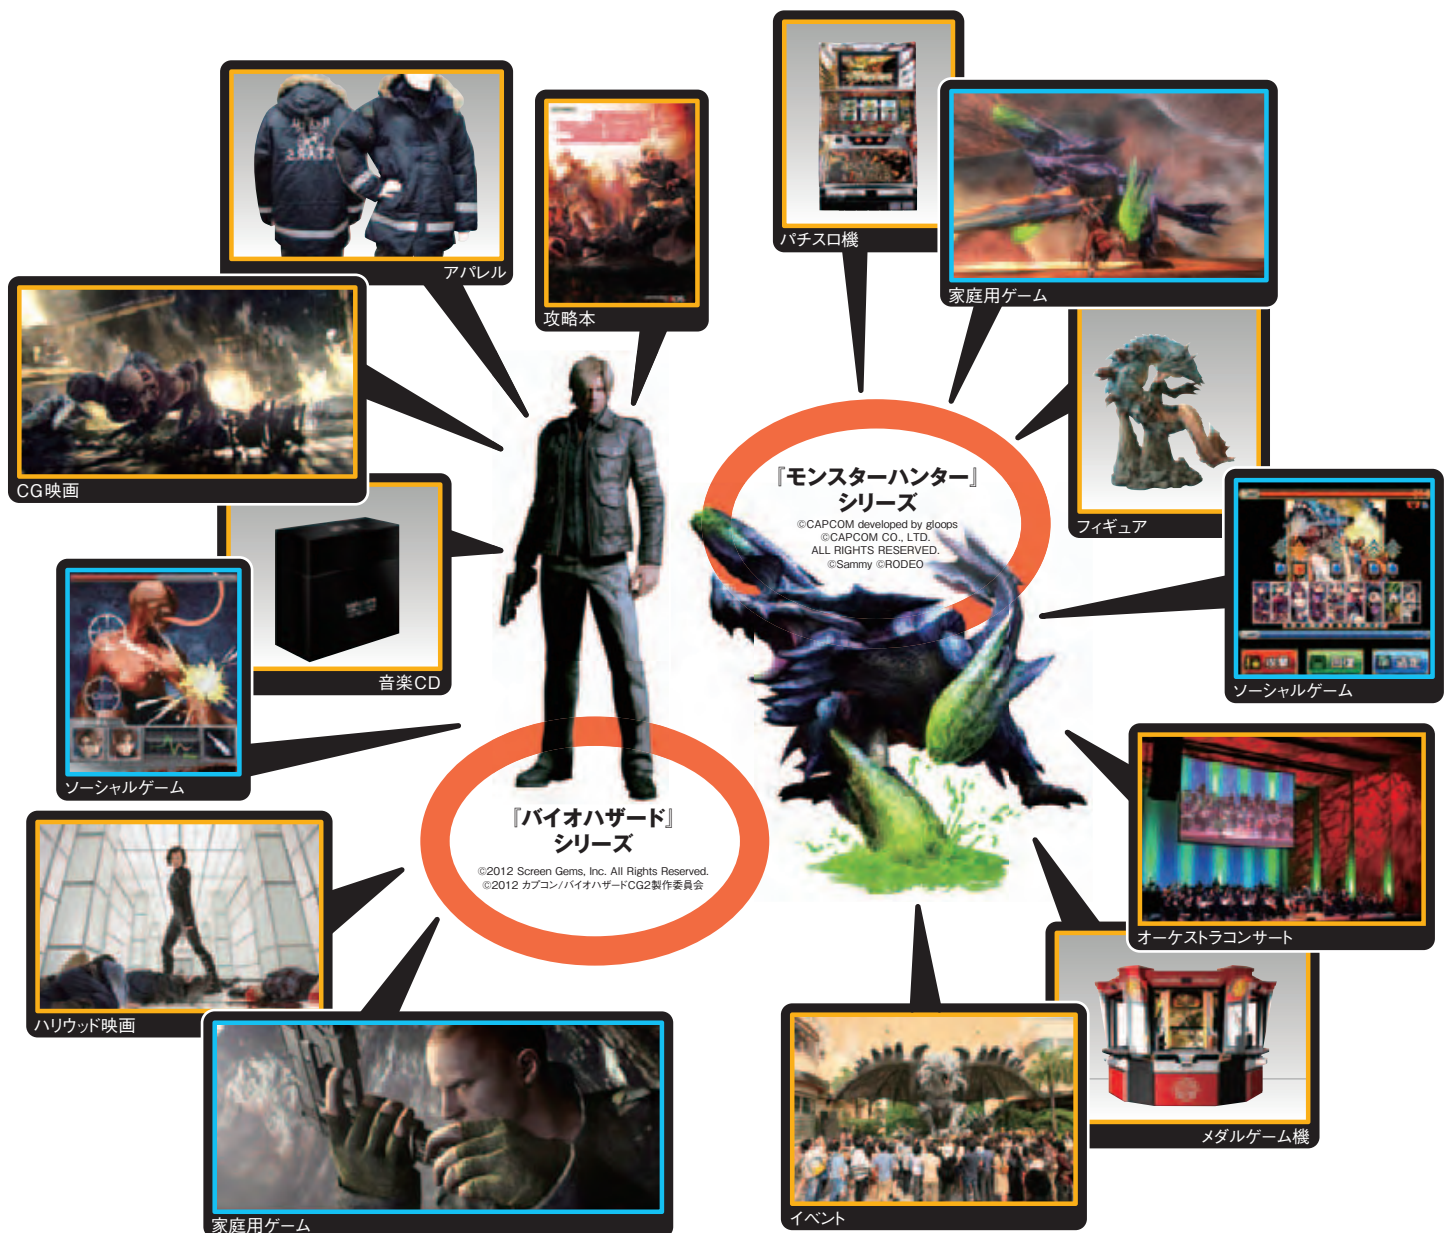 パチスロ機
家庭用ゲーム
アパレル
攻略本
CG映画
フィギュア
『モンスターハンター』
シリーズ
©CAPCOM developed by gloops
©CAPCOM CO., LTD.
ALL RIGHTS RESERVED.
©Sammy ©RODEO
音楽CD
ソーシャルゲーム
ソーシャルゲーム
『バイオハザード』
シリーズ
©2012 Screen Gems, Inc. All Rights Reserved.
©2012 カプコン/バイオハザードCG2製作委員会
オーケストラコンサート
ハリウッド映画
メダルゲーム機
イベント
家庭用ゲーム